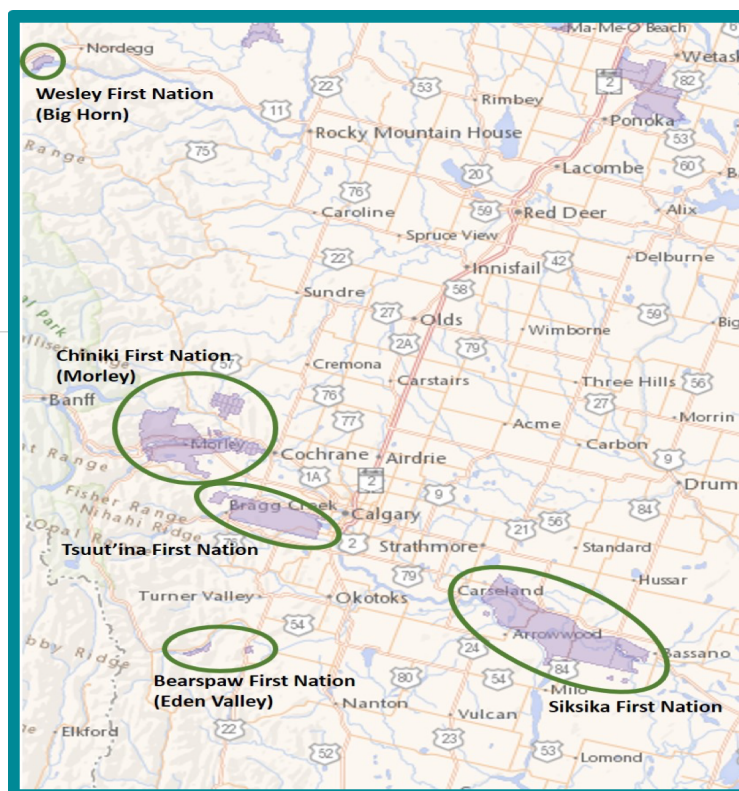 Ma-Me-O Beach
Nordegg
Wetask
Wesley First Nation
(Big Horn)
22
53
2
82
Rimbey
Ponoka
11
Rocky Mountain House
53
75
Lacombe
60
20
76
Caroline
59
Red Deer
Alix
Spruce View
22
Delburne
Innisfail
42
Sundre
58
27
Olds
59
2A
Wimborne
Big
79
Chiniki First Nation
(Morley)
57
Cremona
Carstairs
Three Hills
56
Banff
76
27
77
Acme
Morrin
Morley
Cochrane
Airdrie
Carbon
9
1A
2
Drum
Fisher Range
9
Bragg Creek
Calgary
84
Nihahi Ridge
21
56
Opal Ra
Tsuut'ina First Nation
2
Strathmore
Standard
79
Hussar
Turner Valley
Okotoks
Carseland
54
Arrowwood
24
Bassano
84
Bearspaw First Nation
(Eden Valley)
80
54
Milo
Nanton
Siksika First Nation
Vulcan
22
Elkford
23
52
53
Lomond